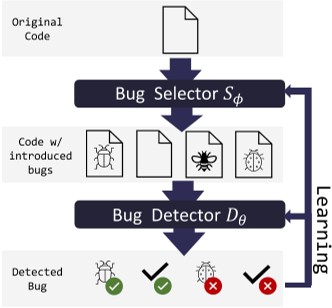 Original
Code
Bug Selector Sϕ
Code w/
introduced
bugs
Bug Detector Dθ
Detected
Bug
Learning